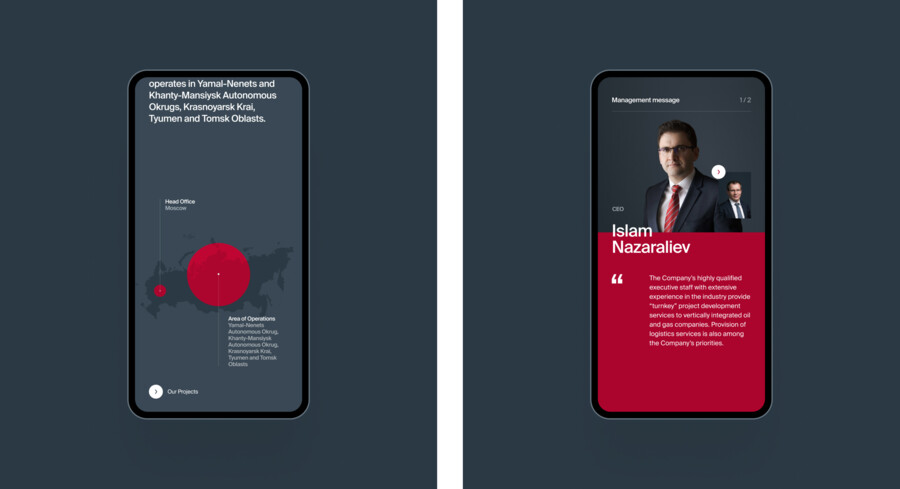 operates in Yamal-Nenets and
Khanty-Mansiysk Autonomous
Okrugs, Krasnoyarsk Krai,
Tyumen and Tomsk Oblasts.
Head Office
Moscow
Area of Operations
Yamal-Nenets
Autonomous Okrug,
Khanty-Mansiysk
Autonomous Okrug,
Krasnoyarsk Krai,
Tyumen and Tomsk
Oblasts
Our Projects
Management message
1 / 2
CEO
Islam
Nazaraliev
“
The Company's highly qualified
executive staff with extensive
experience in the industry provide
“turnkey” project development
services to vertically integrated oil
and gas companies. Provision of
logistics services is also among
the Company's priorities.